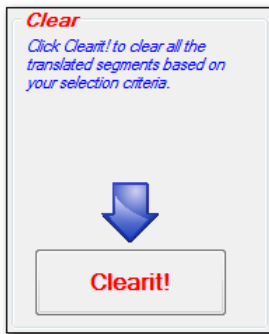 Clear
Click Clearit! to clear all the
translated segments based on
your selection criteria.
Clearit!